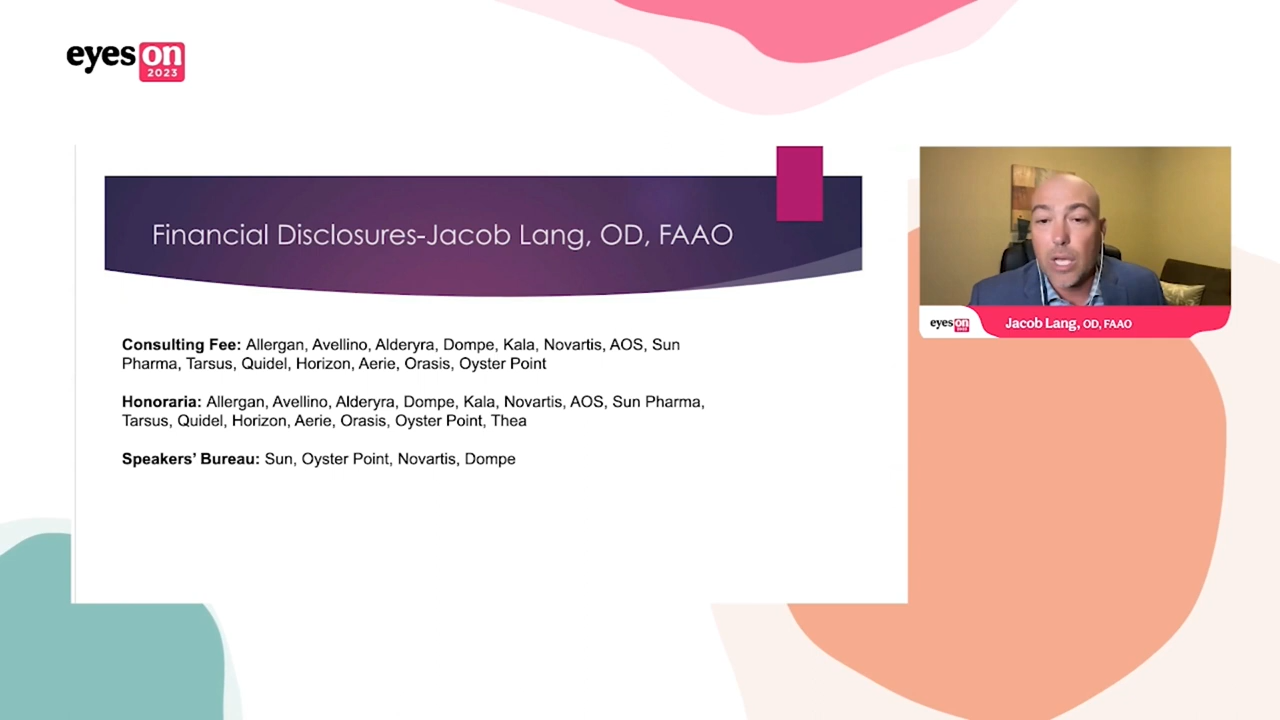 eyes on
2023
Financial Disclosures-Jacob Lang, OD, FAAO
Consulting Fee: Allergan, Avellino, Alderyra, Dompe, Kala, Novartis, AOS, Sun
Pharma, Tarsus, Quidel, Horizon, Aerie, Orasis, Oyster Point
Honoraria: Allergan, Avellino, Alderyra, Dompe, Kala, Novartis, AOS, Sun Pharma,
Tarsus, Quidel, Horizon, Aerie, Orasis, Oyster Point, Thea
Speakers’ Bureau: Sun, Oyster Point, Novartis, Dompe
eyes on
2023
Jacob Lang, OD, FAAO